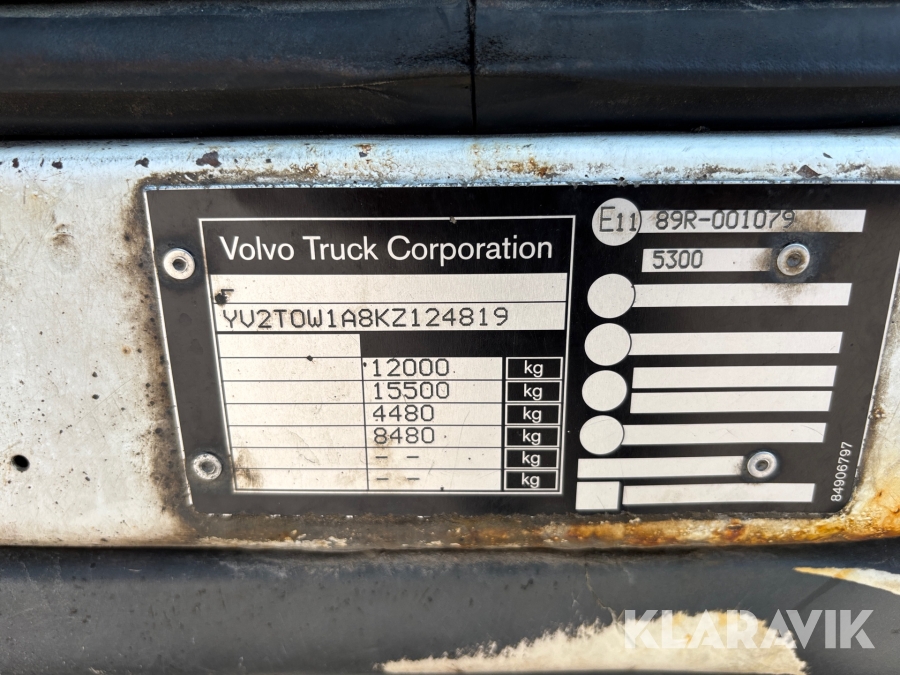 Volvo Truck Corporation
F
YV2T0W1A8KZ124819
12000 kg
15500 kg
4480 kg
8480 kg
- - kg
- - kg
E11 89R-001079
5300
84906797
KLARAVIK